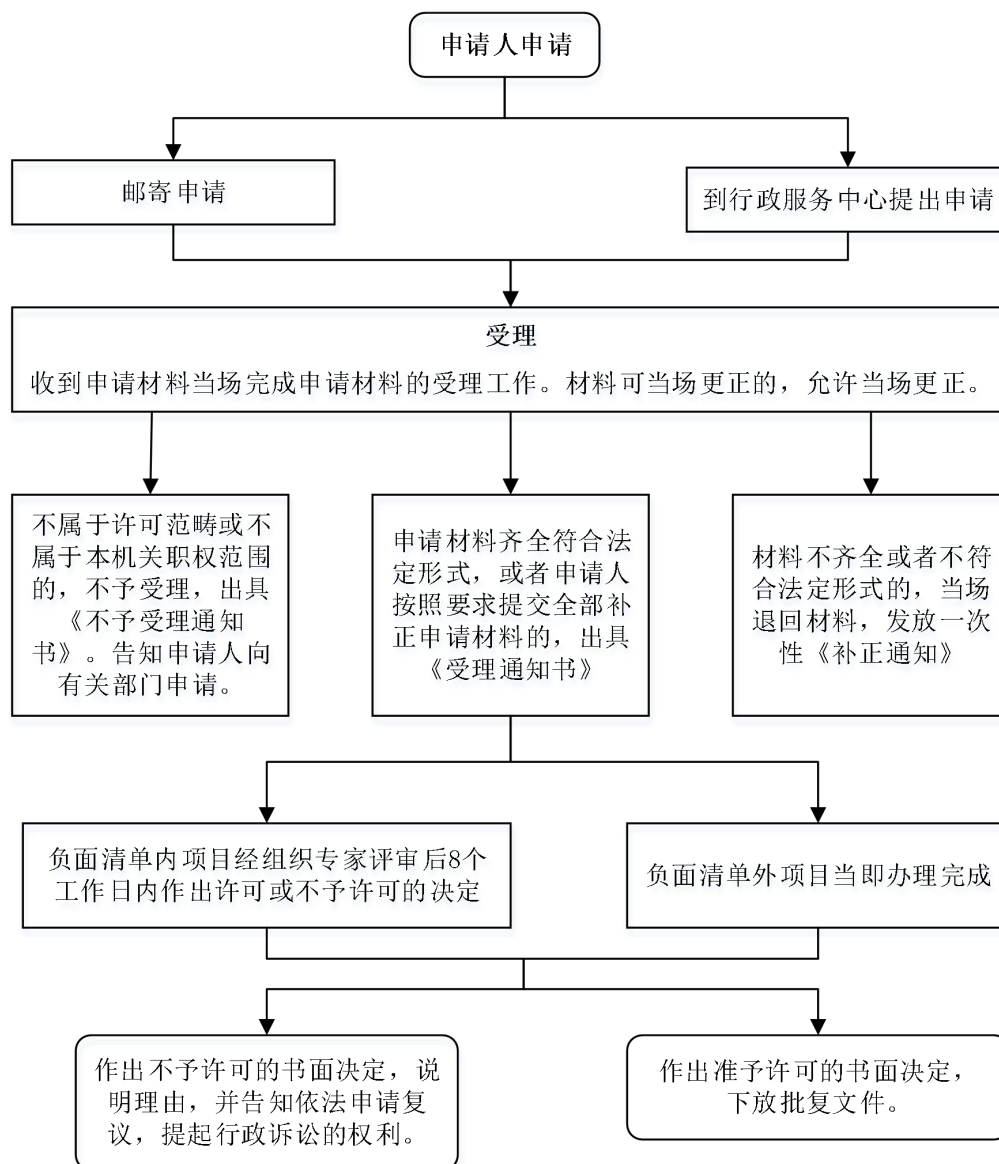 申请人申请
邮寄申请
到行政服务中心提出申请
受理
收到申请材料当场完成申请材料的受理工作。材料可当场更正的，允许当场更正。
不属于许可范畴或不
属于本机关职权范围
的，不予受理，出具
《不予受理通知
书》。告知申请人向
有关部门申请。
申请材料齐全符合法
定形式，或者申请人
按照要求提交全部补
正申请材料的，出具
《受理通知书》
材料不齐全或者不符
合法定形式的，当场
退回材料，发放一次
性《补正通知》
负面清单内项目经组织专家评审后8个
工作日内作出许可或不予许可的决定
负面清单外项目当即办理完成
作出不予许可的书面决定，说
明理由，并告知依法申请复
议，提起行政诉讼的权利。
作出准予许可的书面决定，
下放批复文件。